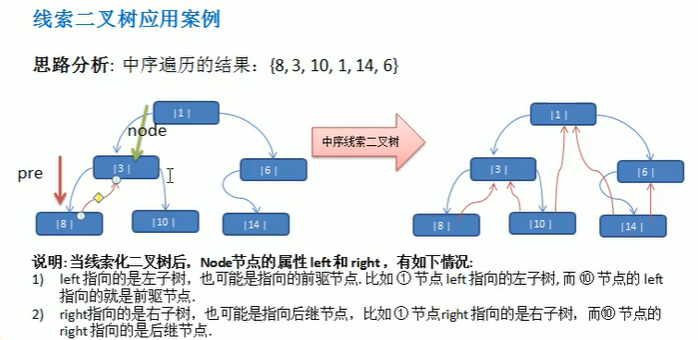 线索二叉树应用案例
思路分析: 中序遍历的结果：{8, 3, 10, 1, 14, 6}
|1|
node
|3|
pre
|6|
|8|
|10|
|14|
中序线索二叉树
|1|
|3|
|6|
|8|
|10|
|14|
说明: 当线索化二叉树后，Node节点的属性 left 和 right ，有如下情况:
1) left 指向的是左子树，也可能是指向的前驱节点. 比如 ① 节点 left 指向的左子树, 而 ⑩ 节点的 left
指向的就是前驱节点.
2) right指向的是右子树，也可能是指向后继节点，比如 ① 节点right 指向的是右子树，而⑩ 节点的
right 指向的是后继节点.